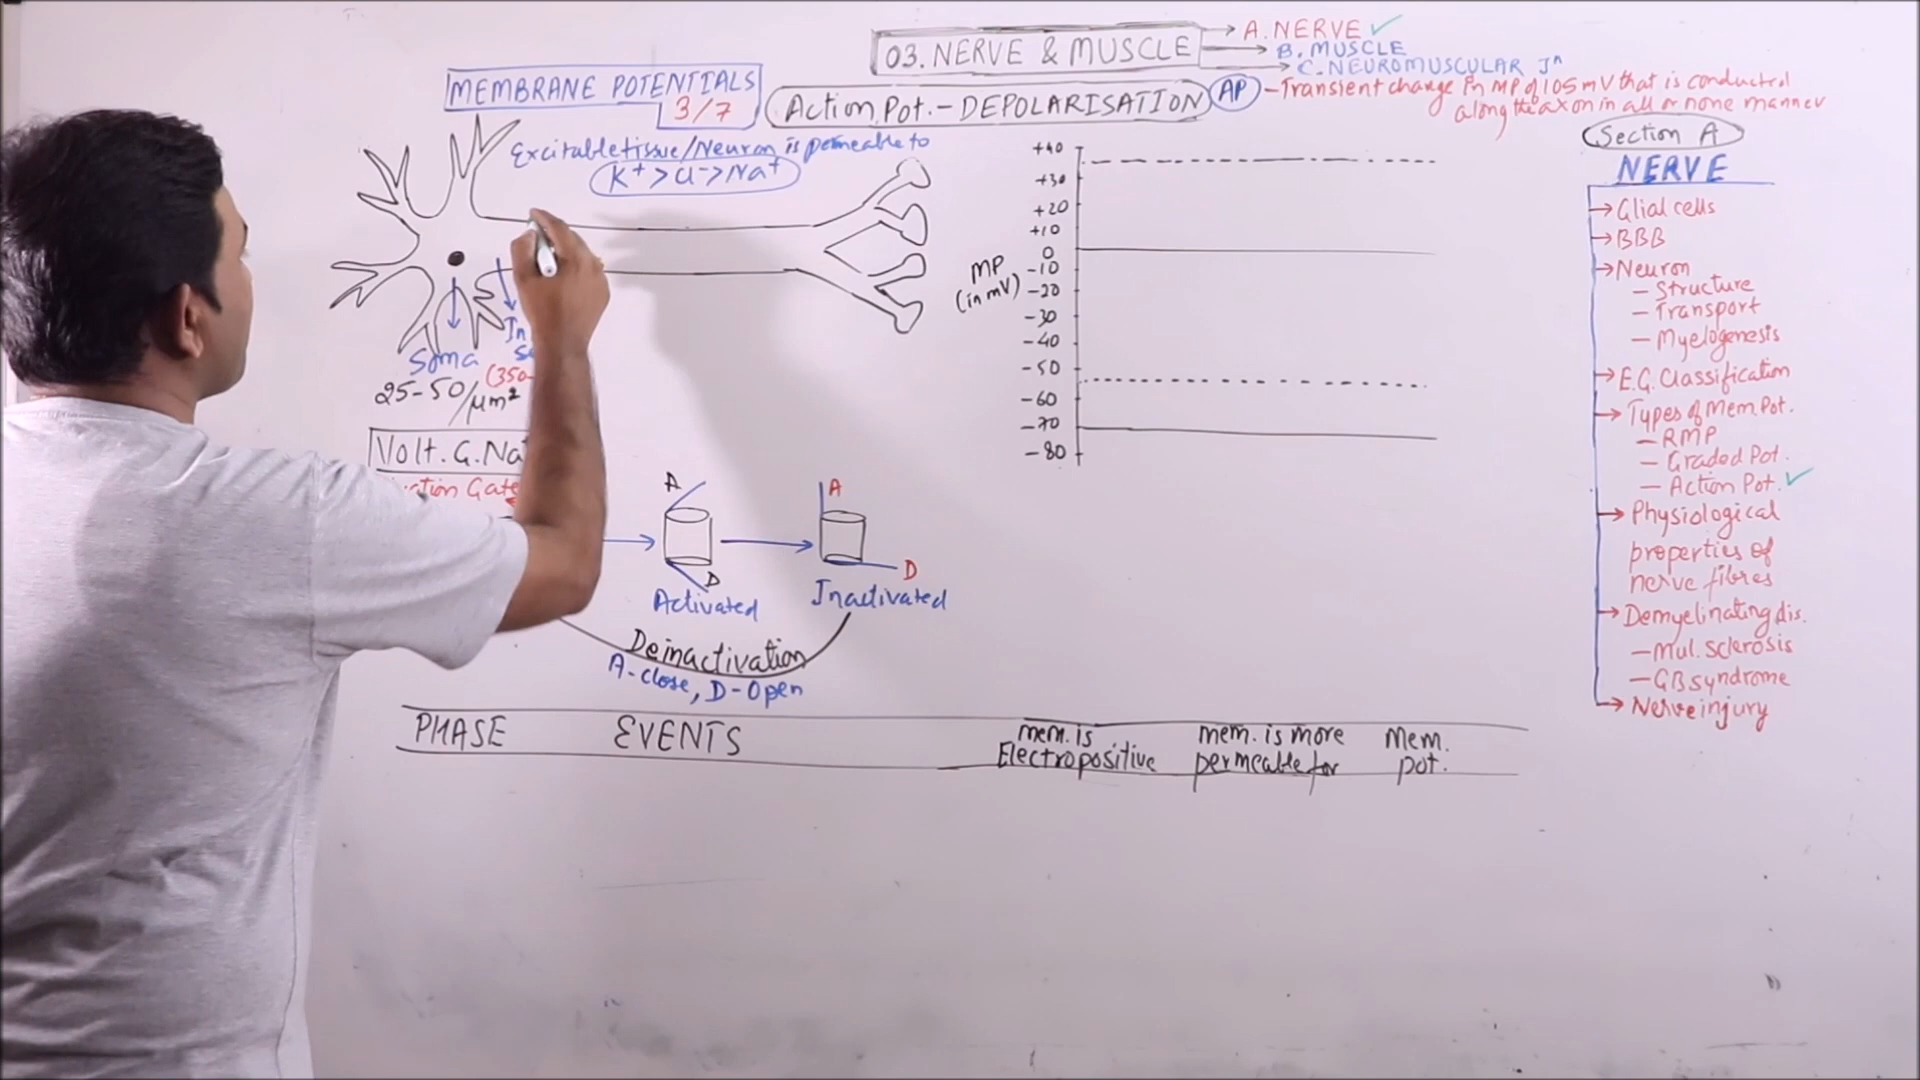 03. NERVE & MUSCLE
A. NERVE ✓
B. MUSCLE
C. NEUROMUSCULAR Jⁿ
MEMBRANE POTENTIALS
3/7
Action Pot. - DEPOLARISATION
AP - Transient change in MP of 105 mV that is conducted
along the axon in all or none manner
Excitable tissue/Neuron is permeable to
K⁺ > Cl⁻ > Na⁺
Soma
25-50/μm²
In
(350-
Volt. G. Na
Gate
A
D
Activated
A
D
Inactivated
Deinactivation
A-close, D-Open
MP
(in mV)
+40
+30
+20
+10
0
-10
-20
-30
-40
-50
-60
-70
-80
PHASE EVENTS mem. is mem. is more mem.
Electropositive permeable for pot.
Section A
NERVE
→ Glial cells
→ BBB
→ Neuron
- Structure
- Transport
- Myelogenesis
→ E.G. Classification
→ Types of Mem Pot.
- RMP
- Graded Pot.
- Action Pot. ✓
→ Physiological
properties of
nerve fibres
→ Demyelinating dis.
- Mul. Sclerosis
- GB syndrome
→ Nerve injury